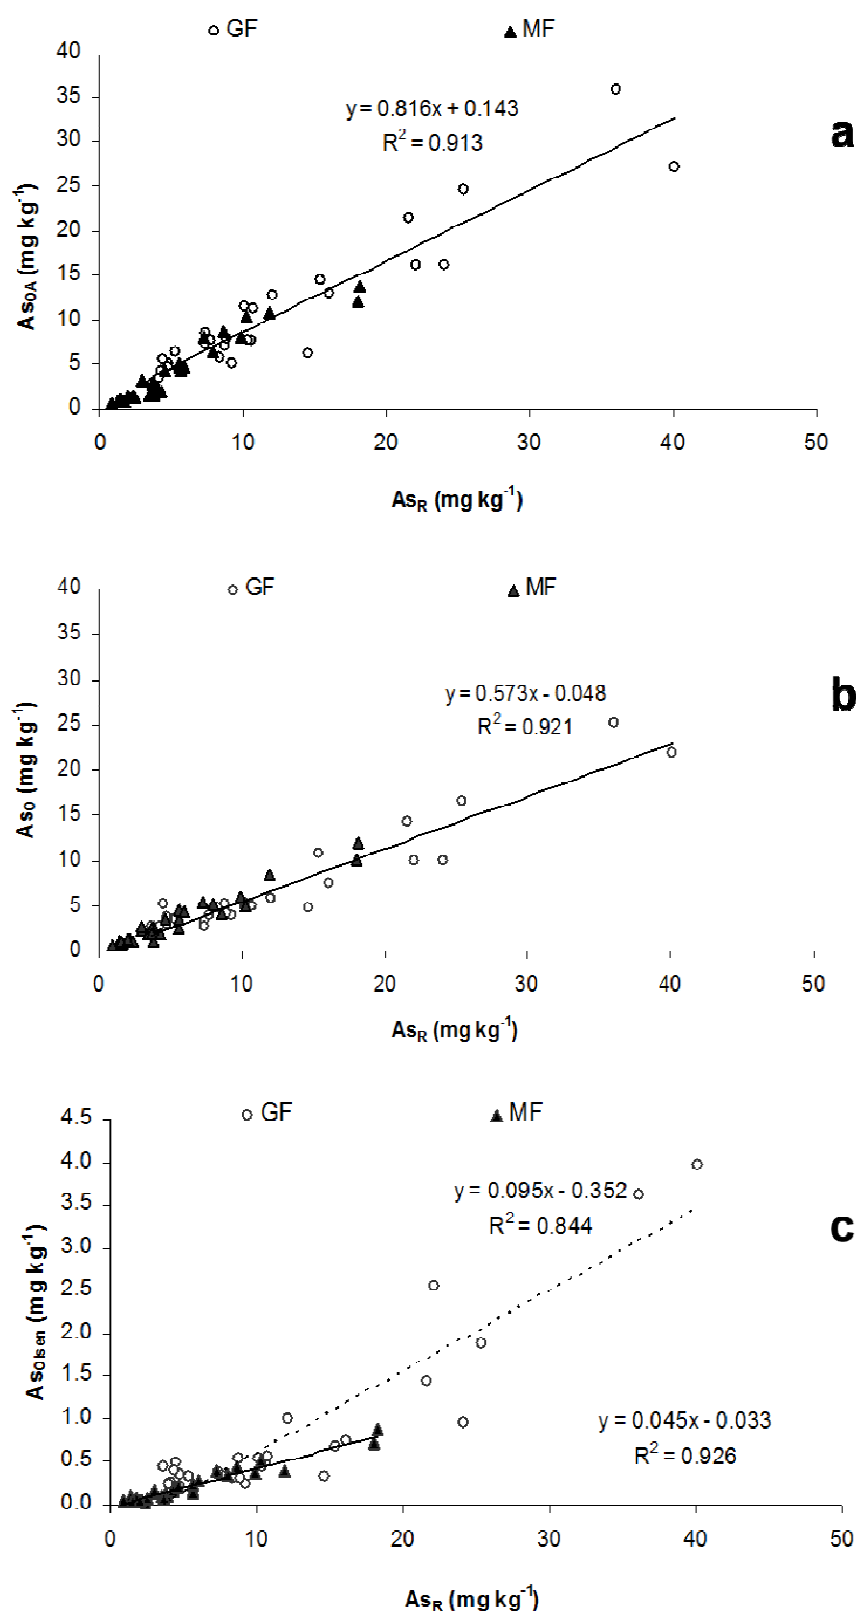 GF MF
40
y = 0.816x + 0.143
35
R² = 0.913
a
30
25
20
15
10
5
0
As₀A (mg kg⁻¹)
0 10 20 30 40 50
AsR (mg kg⁻¹)
GF MF
40
35
30
y = 0.573x - 0.048
b
R² = 0.921
25
20
15
10
5
0
As₀ (mg kg⁻¹)
0 10 20 30 40 50
AsR (mg kg⁻¹)
GF MF
4.5
4.0
y = 0.095x - 0.352
3.5
R² = 0.844
c
3.0
2.5
2.0
1.5
1.0
y = 0.045x - 0.033
0.5
R² = 0.926
0.0
AsOlsen (mg kg⁻¹)
0 10 20 30 40 50
AsR (mg kg⁻¹)